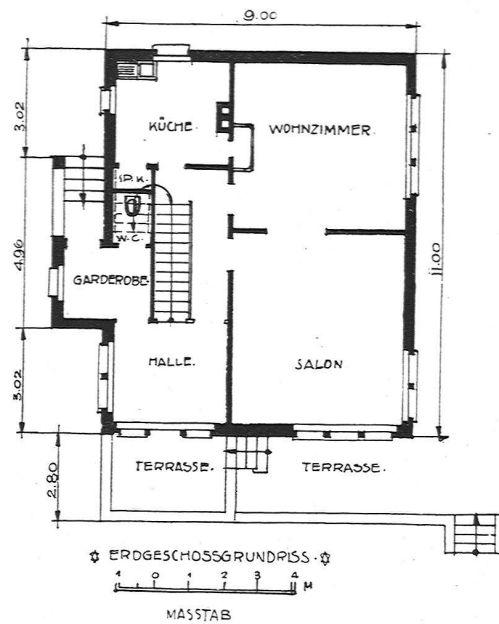 9.00
3.02
KÜCHE.
WOHNZIMMER.
SP.K.
W.C.
4.96
GARDEROBE.
11.00
3.02
HALLE.
SALON
2.80
TERRASSE.
TERRASSE.
✡ ERDGESCHOSSGRUNDRISS. ✡
1 0 1 2 3 4 M
MASSTAB